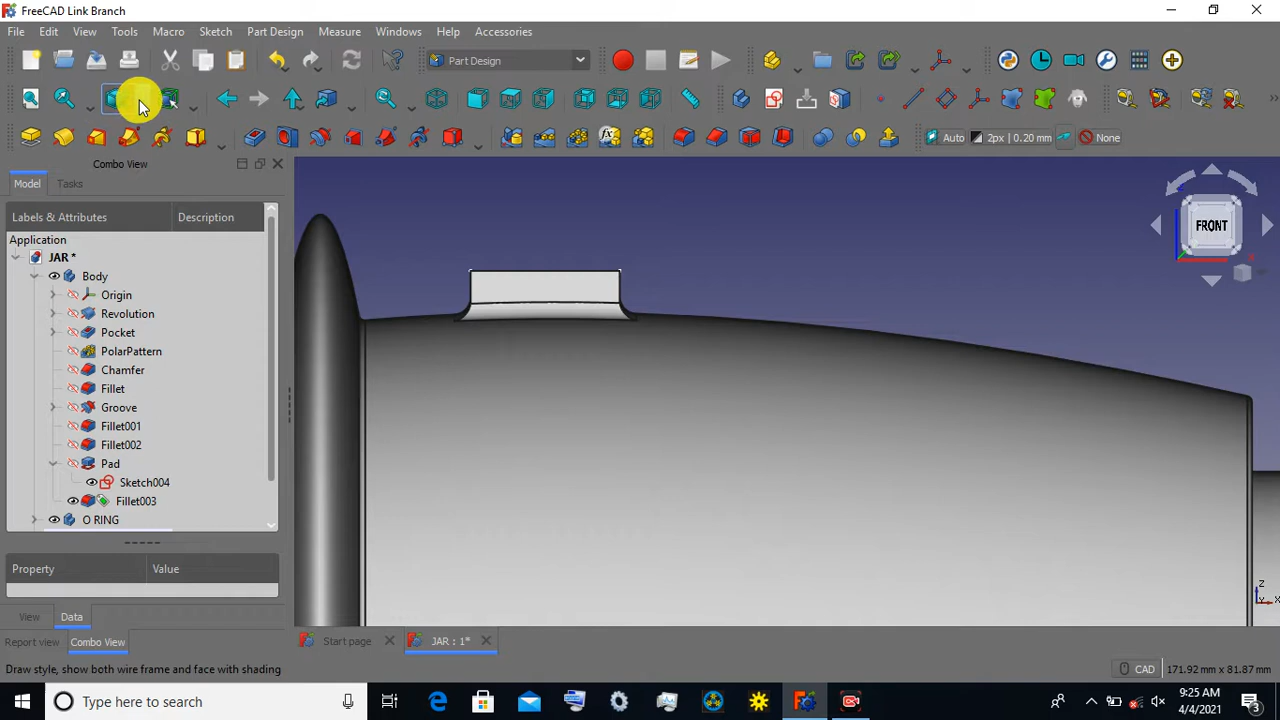 FreeCAD Link Branch
File Edit View Tools Macro Sketch Part Design Measure Windows Help Accessories
Part Design
Auto 2px | 0.20 mm None
Combo View
Model Tasks
Labels & Attributes Description
Application
JAR *
Body
Origin
Revolution
Pocket
PolarPattern
Chamfer
Fillet
Groove
Fillet001
Fillet002
Pad
Sketch004
Fillet003
O RING
FRONT
Property Value
View Data
Report view Combo View
Start page JAR : 1*
Z
Y
X
Draw style, show both wire frame and face with shading
CAD 171.92 mm x 81.87 mm
Type here to search
9:25 AM
4/4/2021
3